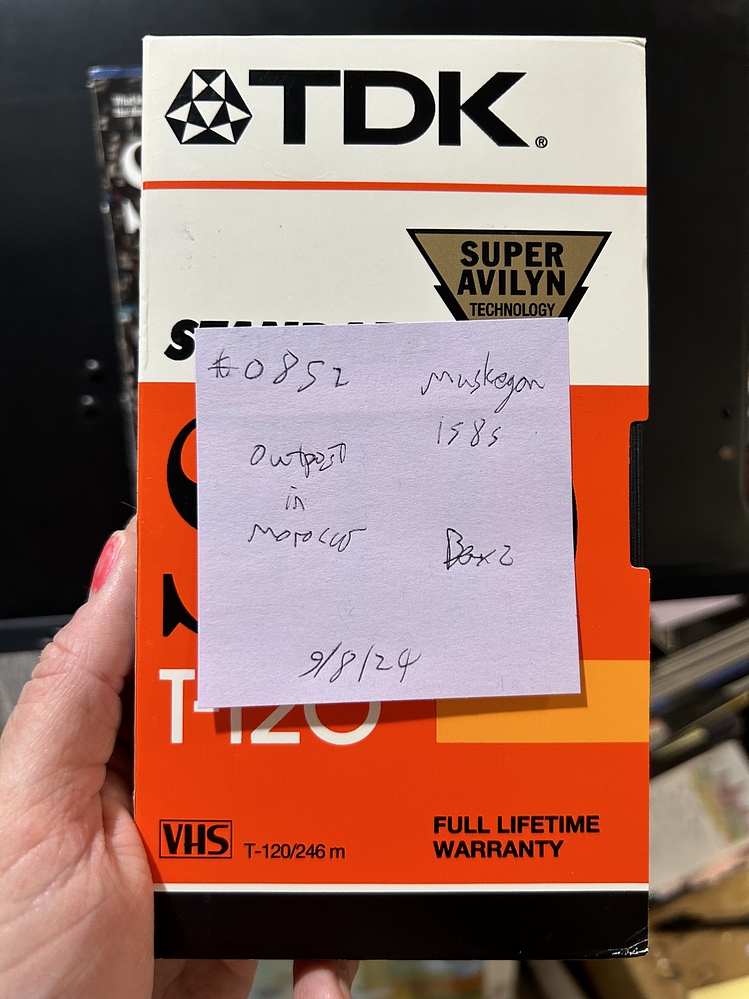 TDK®
SUPER
AVILYN
TECHNOLOGY
#0852
Muskegon
1585
Outpost
in
Morocco
Box 2
9/8/24
T-120
VHS T-120/246 m
FULL LIFETIME
WARRANTY